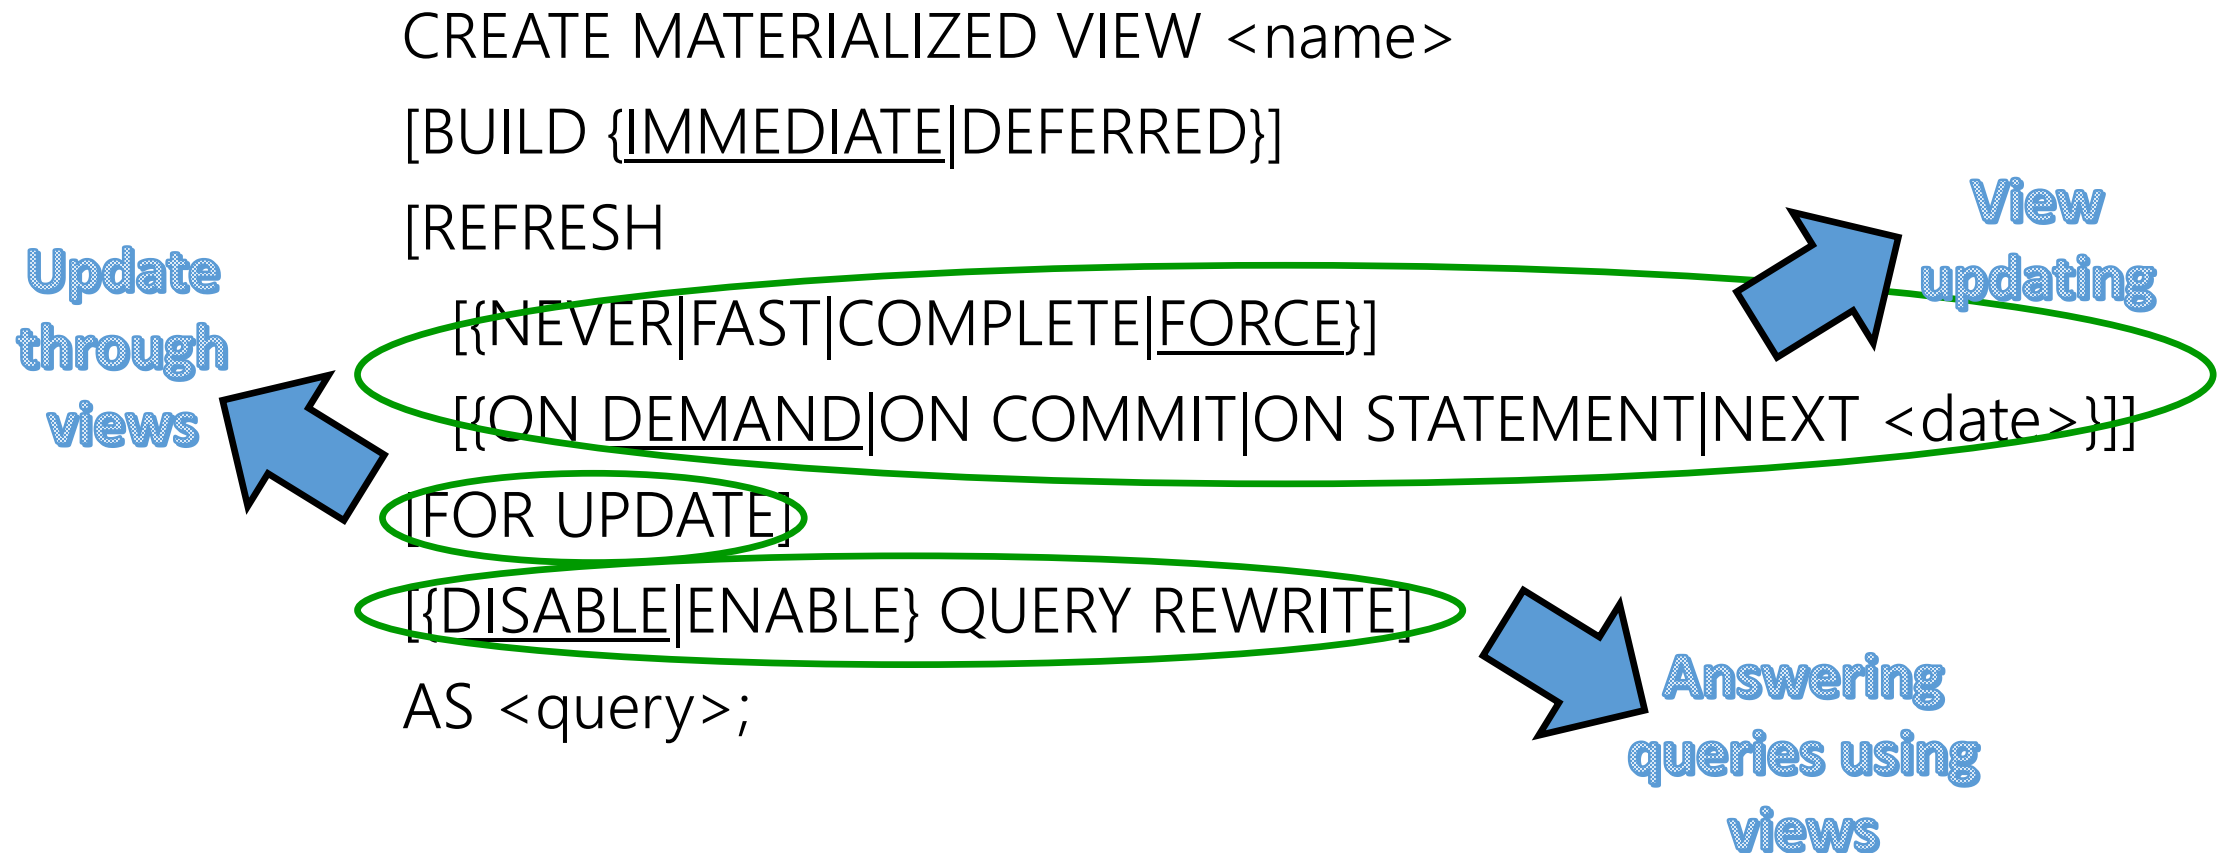 CREATE MATERIALIZED VIEW <name>
[BUILD {IMMEDIATE|DEFERRED}]
[REFRESH
[{NEVER|FAST|COMPLETE|FORCE}]
[{ON DEMAND|ON COMMIT|ON STATEMENT|NEXT <date>}]]
[FOR UPDATE]
[{DISABLE|ENABLE} QUERY REWRITE]
AS <query>;
Update
through
views
View
updating
Answering
queries using
views